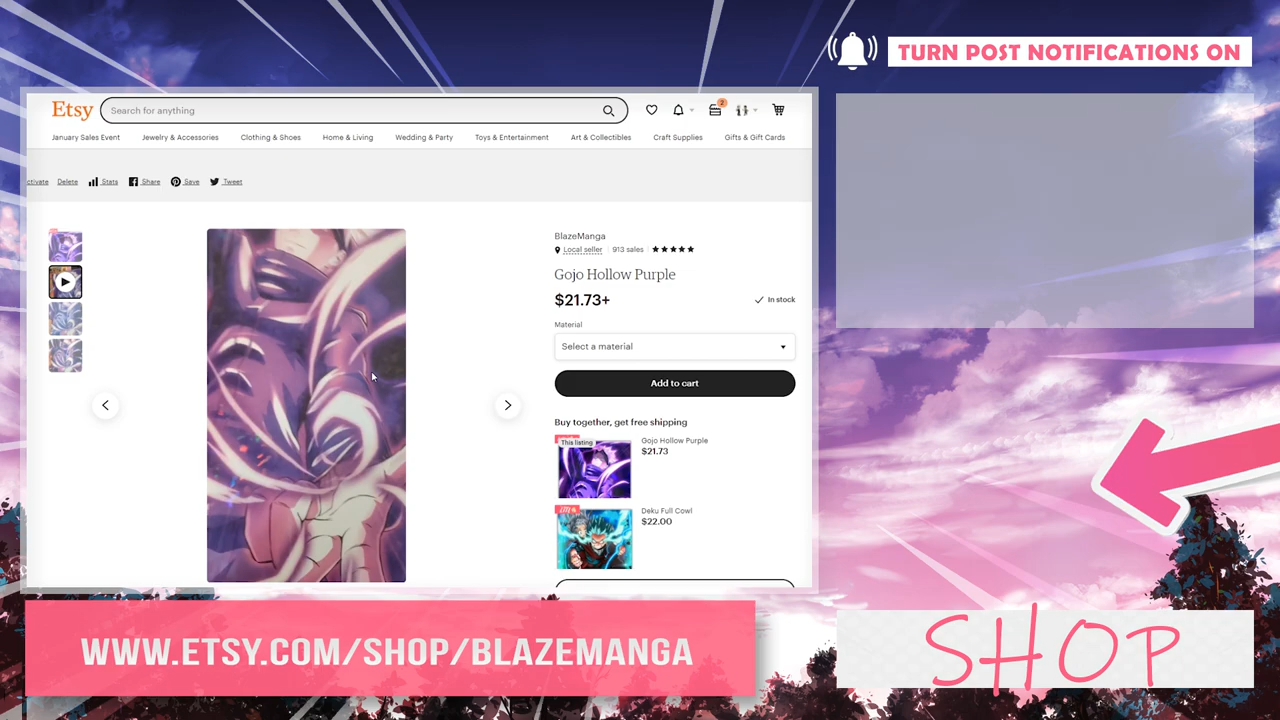 TURN POST NOTIFICATIONS ON
Etsy
Search for anything
2
January Sales Event
Jewelry & Accessories
Clothing & Shoes
Home & Living
Wedding & Party
Toys & Entertainment
Art & Collectibles
Craft Supplies
Gifts & Gift Cards
ctivate Delete Stats Share Save Tweet
BlazeManga
Local seller 913 sales
Gojo Hollow Purple
$21.73+
In stock
Material
Select a material
Add to cart
Buy together, get free shipping
This listing
Gojo Hollow Purple
$21.73
Deku Full Cowl
$22.00
WWW.ETSY.COM/SHOP/BLAZEMANGA
SHOP